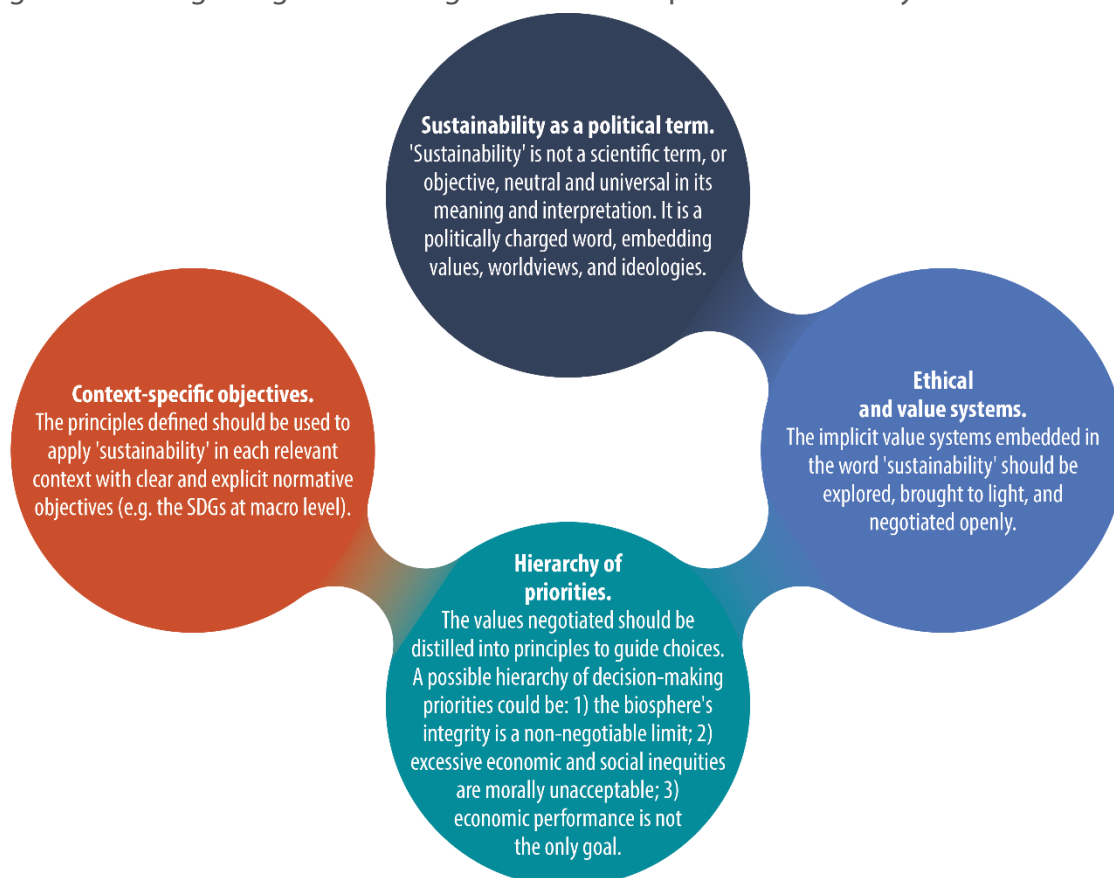 Sustainability as a political term.
'Sustainability' is not a scientific term, or
objective, neutral and universal in its
meaning and interpretation. It is a
politically charged word, embedding
values, worldviews, and ideologies.
Ethical
and value systems.
The implicit value systems embedded in
the word 'sustainability' should be
explored, brought to light, and
negotiated openly.
Hierarchy of
priorities.
The values negotiated should be
distilled into principles to guide choices.
A possible hierarchy of decision-making
priorities could be: 1) the biosphere's
integrity is a non-negotiable limit; 2)
excessive economic and social inequities
are morally unacceptable; 3)
economic performance is not
the only goal.
Context-specific objectives.
The principles defined should be used to
apply 'sustainability' in each relevant
context with clear and explicit normative
objectives (e.g. the SDGs at macro level).